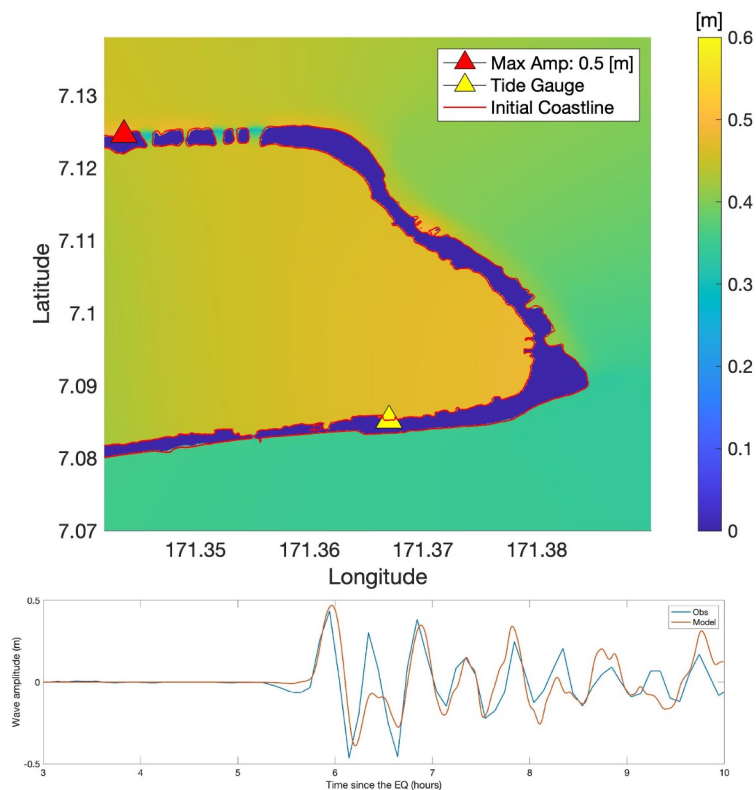 [m]
Max Amp: 0.5 [m]
Tide Gauge
Initial Coastline
7.13
7.12
7.11
7.1
7.09
7.08
7.07
Latitude
171.35 171.36 171.37 171.38
Longitude
0.6
0.5
0.4
0.3
0.2
0.1
0
Obs
Model
0.5
0
-0.5
Wave amplitude (m)
3 4 5 6 7 8 9 10
Time since the EQ (hours)